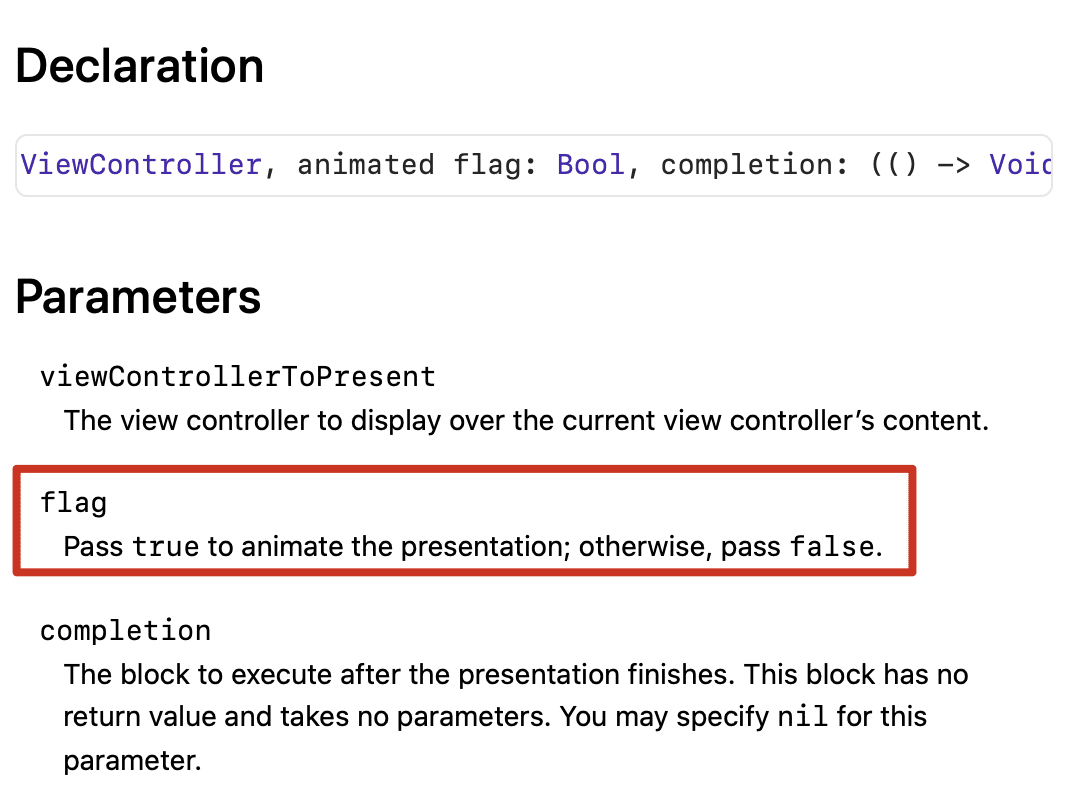 Declaration
ViewController, animated flag: Bool, completion: (() -> Void
Parameters
viewControllerToPresent
The view controller to display over the current view controller’s content.
flag
Pass true to animate the presentation; otherwise, pass false.
completion
The block to execute after the presentation finishes. This block has no
return value and takes no parameters. You may specify nil for this
parameter.